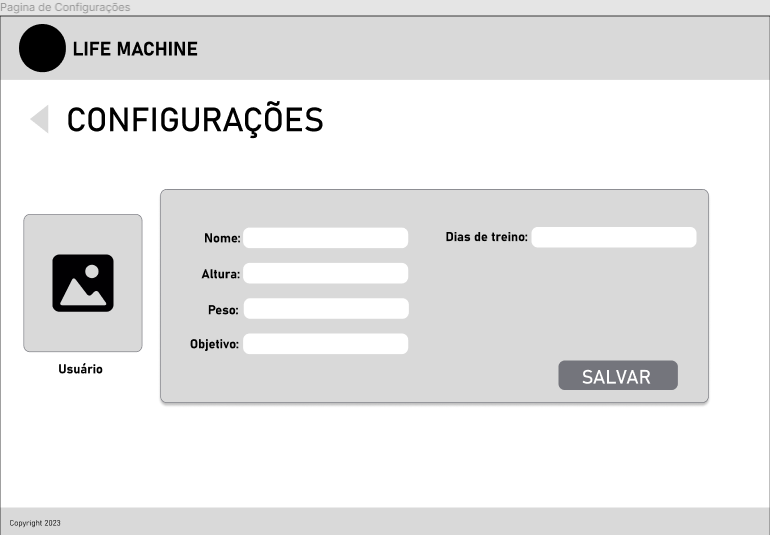 Pagina de Configurações
LIFE MACHINE
CONFIGURAÇÕES
Nome:
Dias de treino:
Altura:
Peso:
Objetivo:
Usuário
SALVAR
Copyright 2023